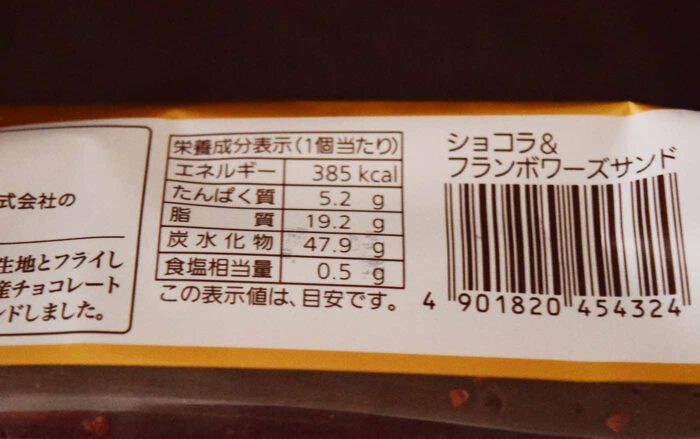 式会社の
生地とフライし
産チョコレート
ンドしました。
栄養成分表示(1個当たり)
エネルギー 385 kcal
たんぱく質 5.2 g
脂質 19.2 g
炭水化物 47.9 g
食塩相当量 0.5 g
この表示値は、目安です。
ショコラ&
フランボワーズサンド
4 901820 454324